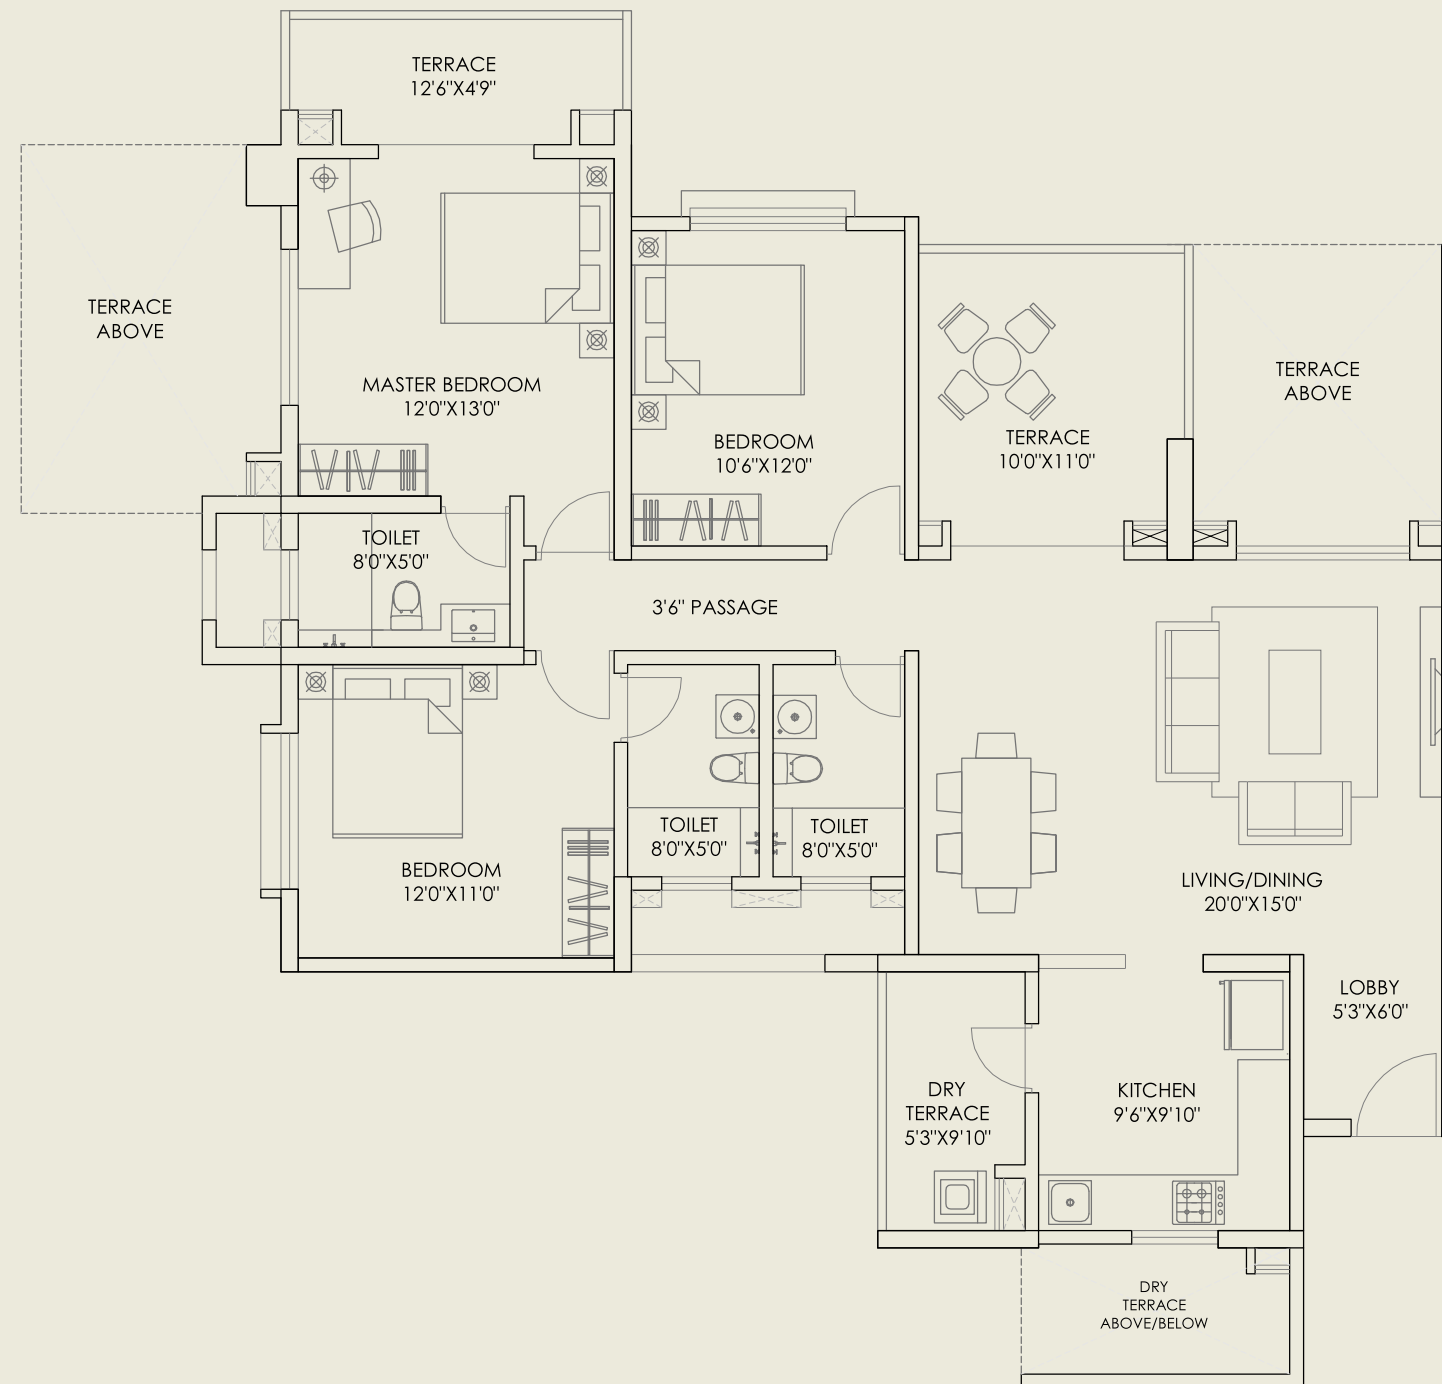 TERRACE
12'6"X4'9"
TERRACE
ABOVE
MASTER BEDROOM
12'0"X13'0"
BEDROOM
10'6"X12'0"
TERRACE
10'0"X11'0"
TERRACE
ABOVE
TOILET
8'0"X5'0"
3'6" PASSAGE
TOILET
8'0"X5'0"
TOILET
8'0"X5'0"
BEDROOM
12'0"X11'0"
LIVING/DINING
20'0"X15'0"
LOBBY
5'3"X6'0"
DRY
TERRACE
5'3"X9'10"
KITCHEN
9'6"X9'10"
DRY
TERRACE
ABOVE/BELOW